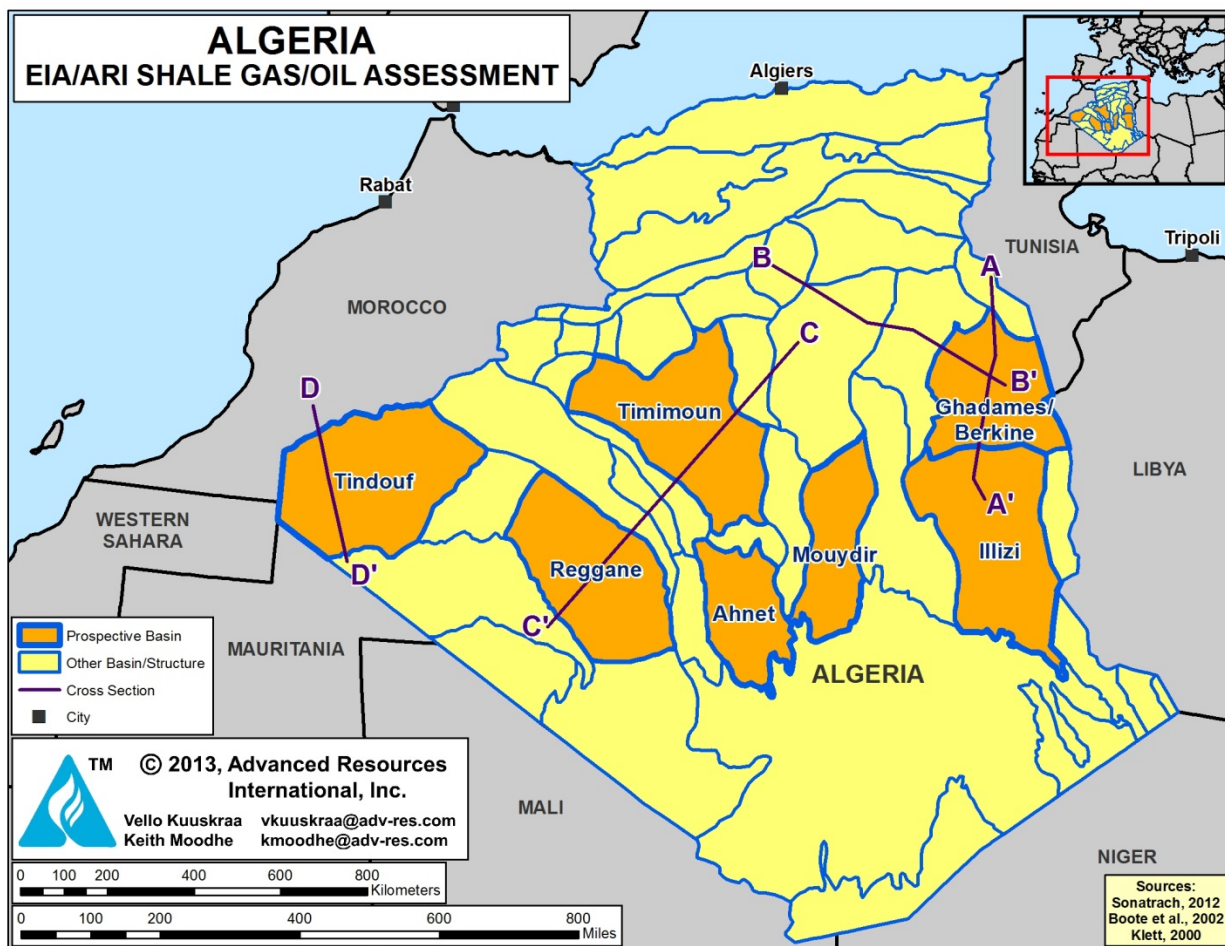 ALGERIA
EIA/ARI SHALE GAS/OIL ASSESSMENT
Algiers
Rabat
TUNISIA
Tripoli
MOROCCO
B
A
C
D
B'
Timimoun
Ghadames/
Berkine
Tindouf
LIBYA
WESTERN
SAHARA
A'
Mouydir
Illizi
D'
Reggane
Ahnet
C'
MAURITANIA
ALGERIA
Prospective Basin
Other Basin/Structure
Cross Section
City
TM
© 2013, Advanced Resources
International, Inc.
Vello Kuuskraa vkuuskraa@adv-res.com
Keith Moodhe kmoodhe@adv-res.com
MALI
NIGER
0 100 200 400 600 800
Kilometers
0 100 200 400 600 800
Miles
Sources:
Sonatrach, 2012
Boote et al., 2002
Klett, 2000